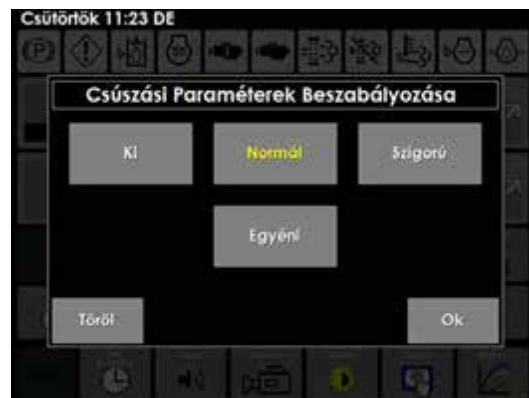 Csütörtök 11:23 DE
Csúszási Paraméterek Beszabályozása
Ki Normál Szigorú
Egyéni
Töröl Ok